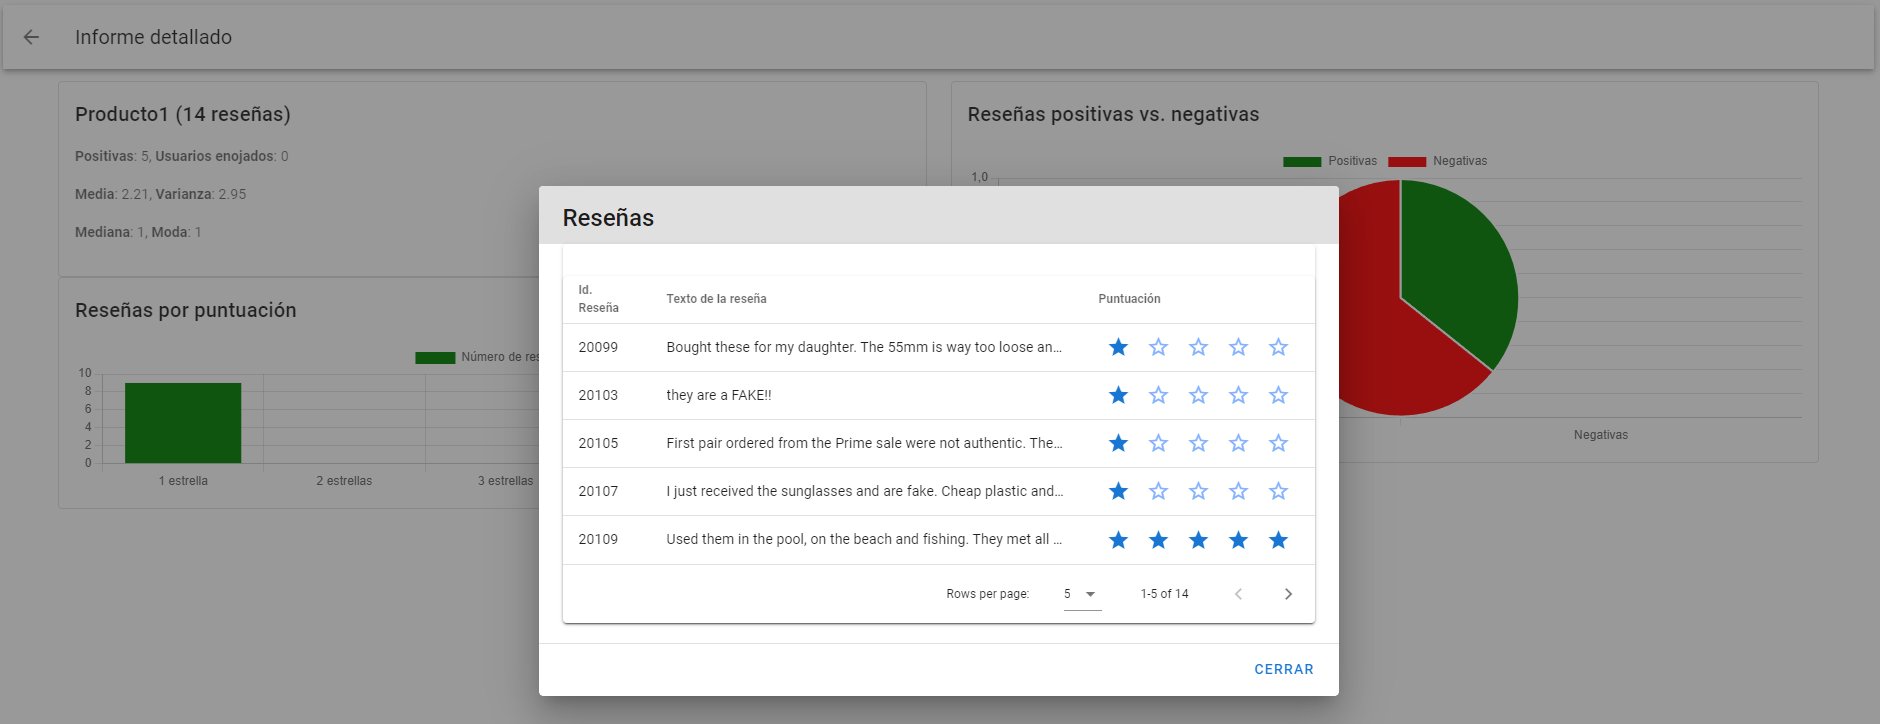 Informe detallado
Producto1 (14 reseñas)
Positivas: 5, Usuarios enojados: 0
Media: 2.21, Varianza: 2.95
Mediana: 1, Moda: 1
Reseñas por puntuación
Número de res
10
8
6
4
2
0
1 estrella
2 estrellas
3 estrellas
Reseñas positivas vs. negativas
Positivas
Negativas
1,0
Negativas
Reseñas
Id. Reseña
Texto de la reseña
Puntuación
20099 Bought these for my daughter. The 55mm is way too loose an...
20103 they are a FAKE!!
20105 First pair ordered from the Prime sale were not authentic. The...
20107 I just received the sunglasses and are fake. Cheap plastic and...
20109 Used them in the pool, on the beach and fishing. They met all ...
Rows per page: 5 1-5 of 14
CERRAR